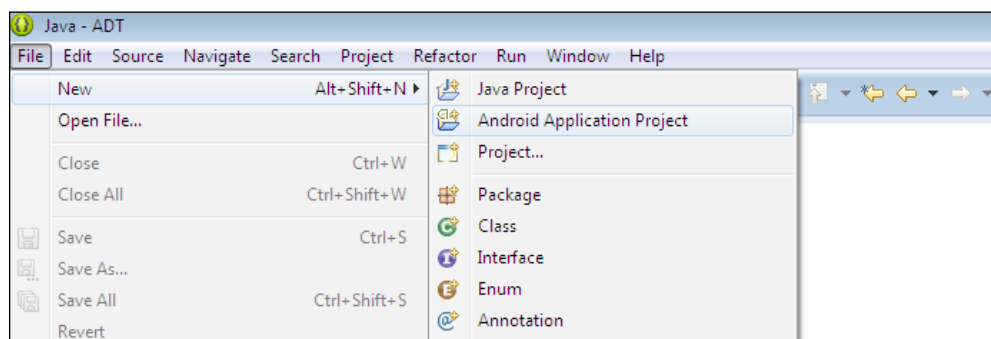 Java - ADT
File Edit Source Navigate Search Project Refactor Run Window Help
New Alt+Shift+N
Open File...
Close Ctrl+W
Close All Ctrl+Shift+W
Save Ctrl+S
Save As...
Save All Ctrl+Shift+S
Revert
Java Project
Android Application Project
Project...
Package
Class
Interface
Enum
Annotation